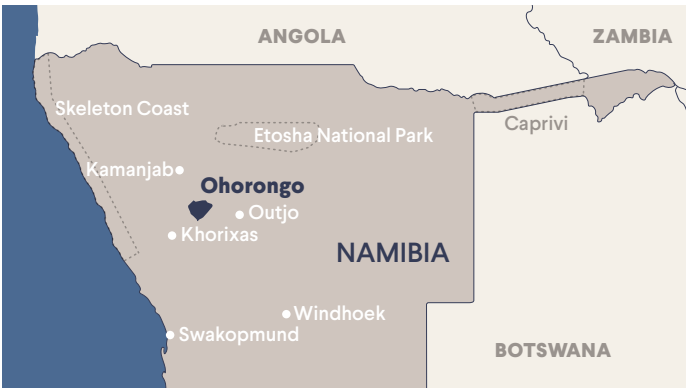 ANGOLA
ZAMBIA
Skeleton Coast
Caprivi
Etosha National Park
Kamanjab
Ohorongo
Outjo
Khorixas
NAMIBIA
Windhoek
Swakopmund
BOTSWANA